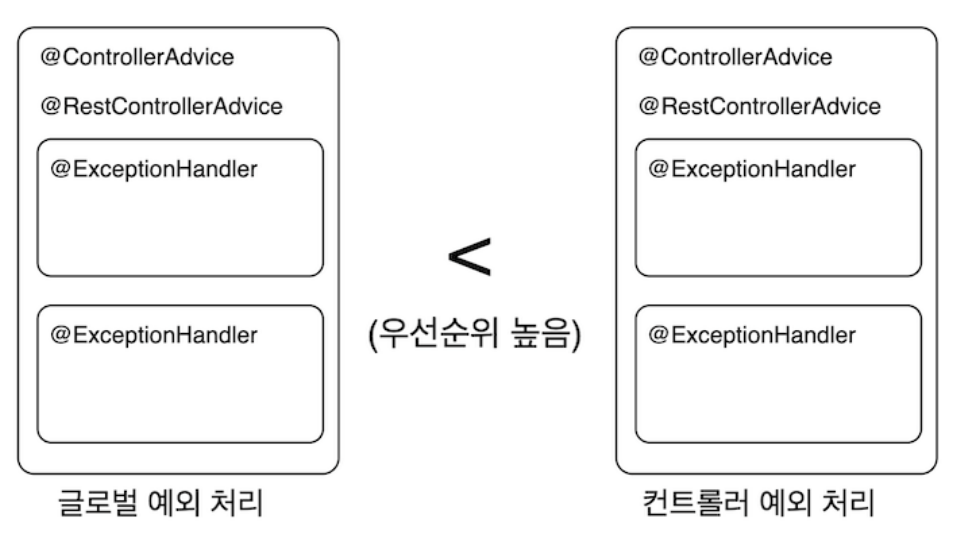 @ControllerAdvice
@RestControllerAdvice
@ExceptionHandler
@ExceptionHandler
글로벌 예외 처리
<
(우선순위 높음)
@ControllerAdvice
@RestControllerAdvice
@ExceptionHandler
@ExceptionHandler
컨트롤러 예외 처리